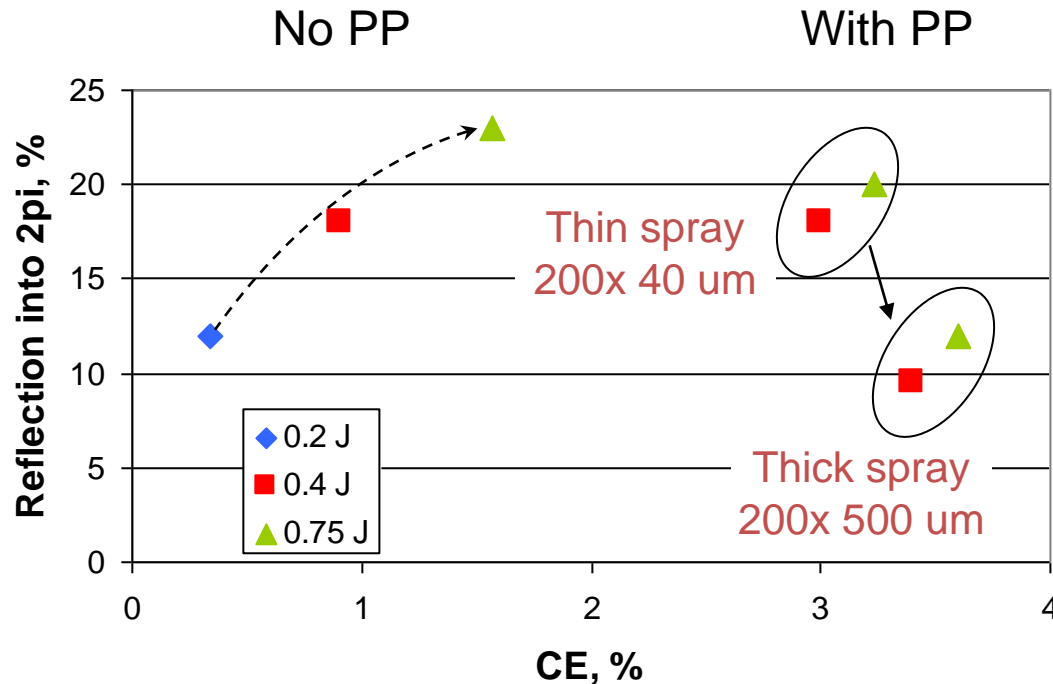 No PP
With PP
Reflection into 2pi, %
25
20
15
10
5
0
Thin spray
200x 40 um
Thick spray
200x 500 um
0.2 J
0.4 J
0.75 J
0 1 2 3 4
CE, %